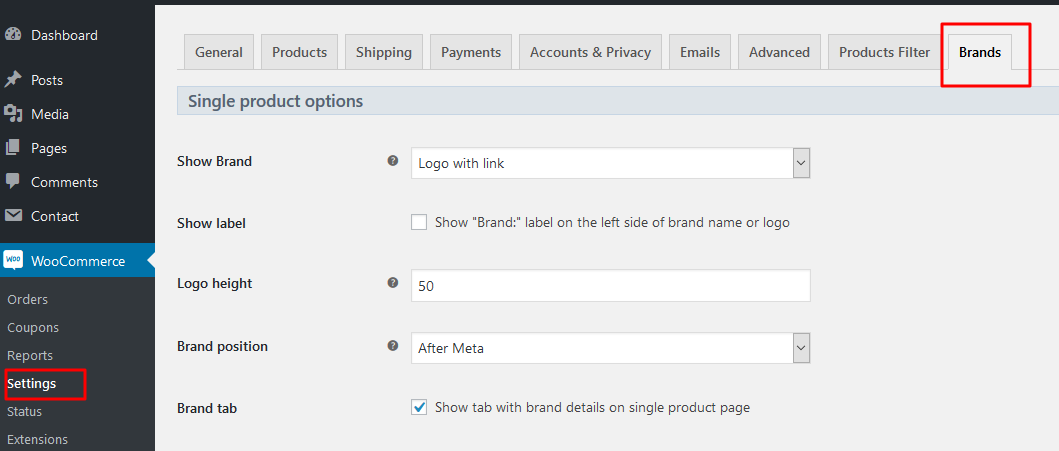 Dashboard
Posts
Media
Pages
Comments
Contact
WOO
WooCommerce
Orders
Coupons
Reports
Settings
Status
Extensions
General Products Shipping Payments Accounts & Privacy Emails Advanced Products Filter Brands
Single product options
Show Brand ? Logo with link
Show label Show "Brand:" label on the left side of brand name or logo
Logo height ? 50
Brand position ? After Meta
Brand tab Show tab with brand details on single product page